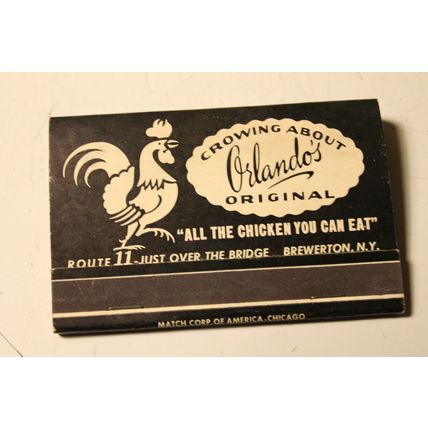 CROWING ABOUT
Orlando's
ORIGINAL
"ALL THE CHICKEN YOU CAN EAT"
ROUTE 11-JUST OVER THE BRIDGE BREWERTON, N.Y.
MATCH CORP OF AMERICA-CHICAGO